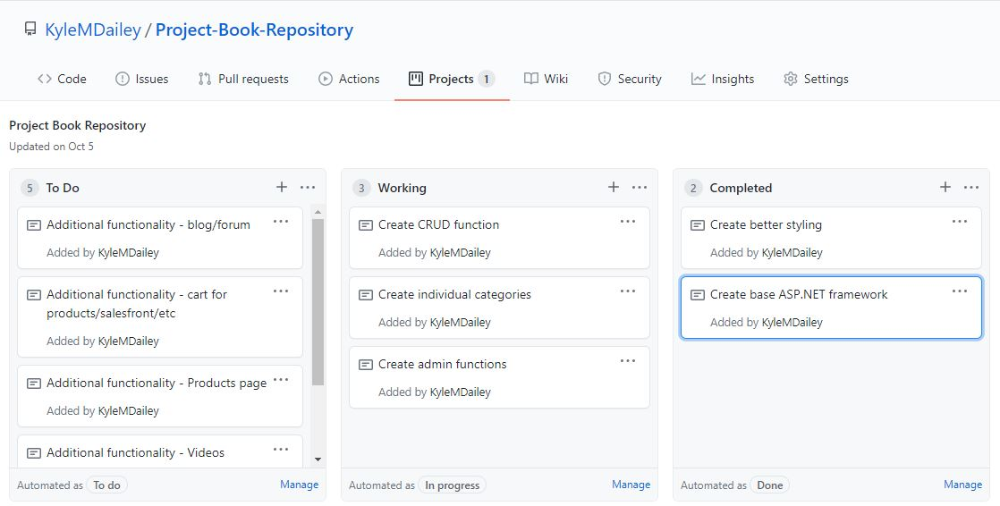 KyleMDailey / Project-Book-Repository
Code Issues Pull requests Actions Projects 1 Wiki Security Insights Settings
Project Book Repository
Updated on Oct 5
5 To Do
Additional functionality - blog/forum
Added by KyleMDailey
Additional functionality - cart for
products/salesfront/etc
Added by KyleMDailey
Additional functionality - Products page
Added by KyleMDailey
Additional functionality - Videos
Automated as To do Manage
3 Working
Create CRUD function
Added by KyleMDailey
Create individual categories
Added by KyleMDailey
Create admin functions
Added by KyleMDailey
Automated as In progress Manage
2 Completed
Create better styling
Added by KyleMDailey
Create base ASP.NET framework
Added by KyleMDailey
Automated as Done Manage